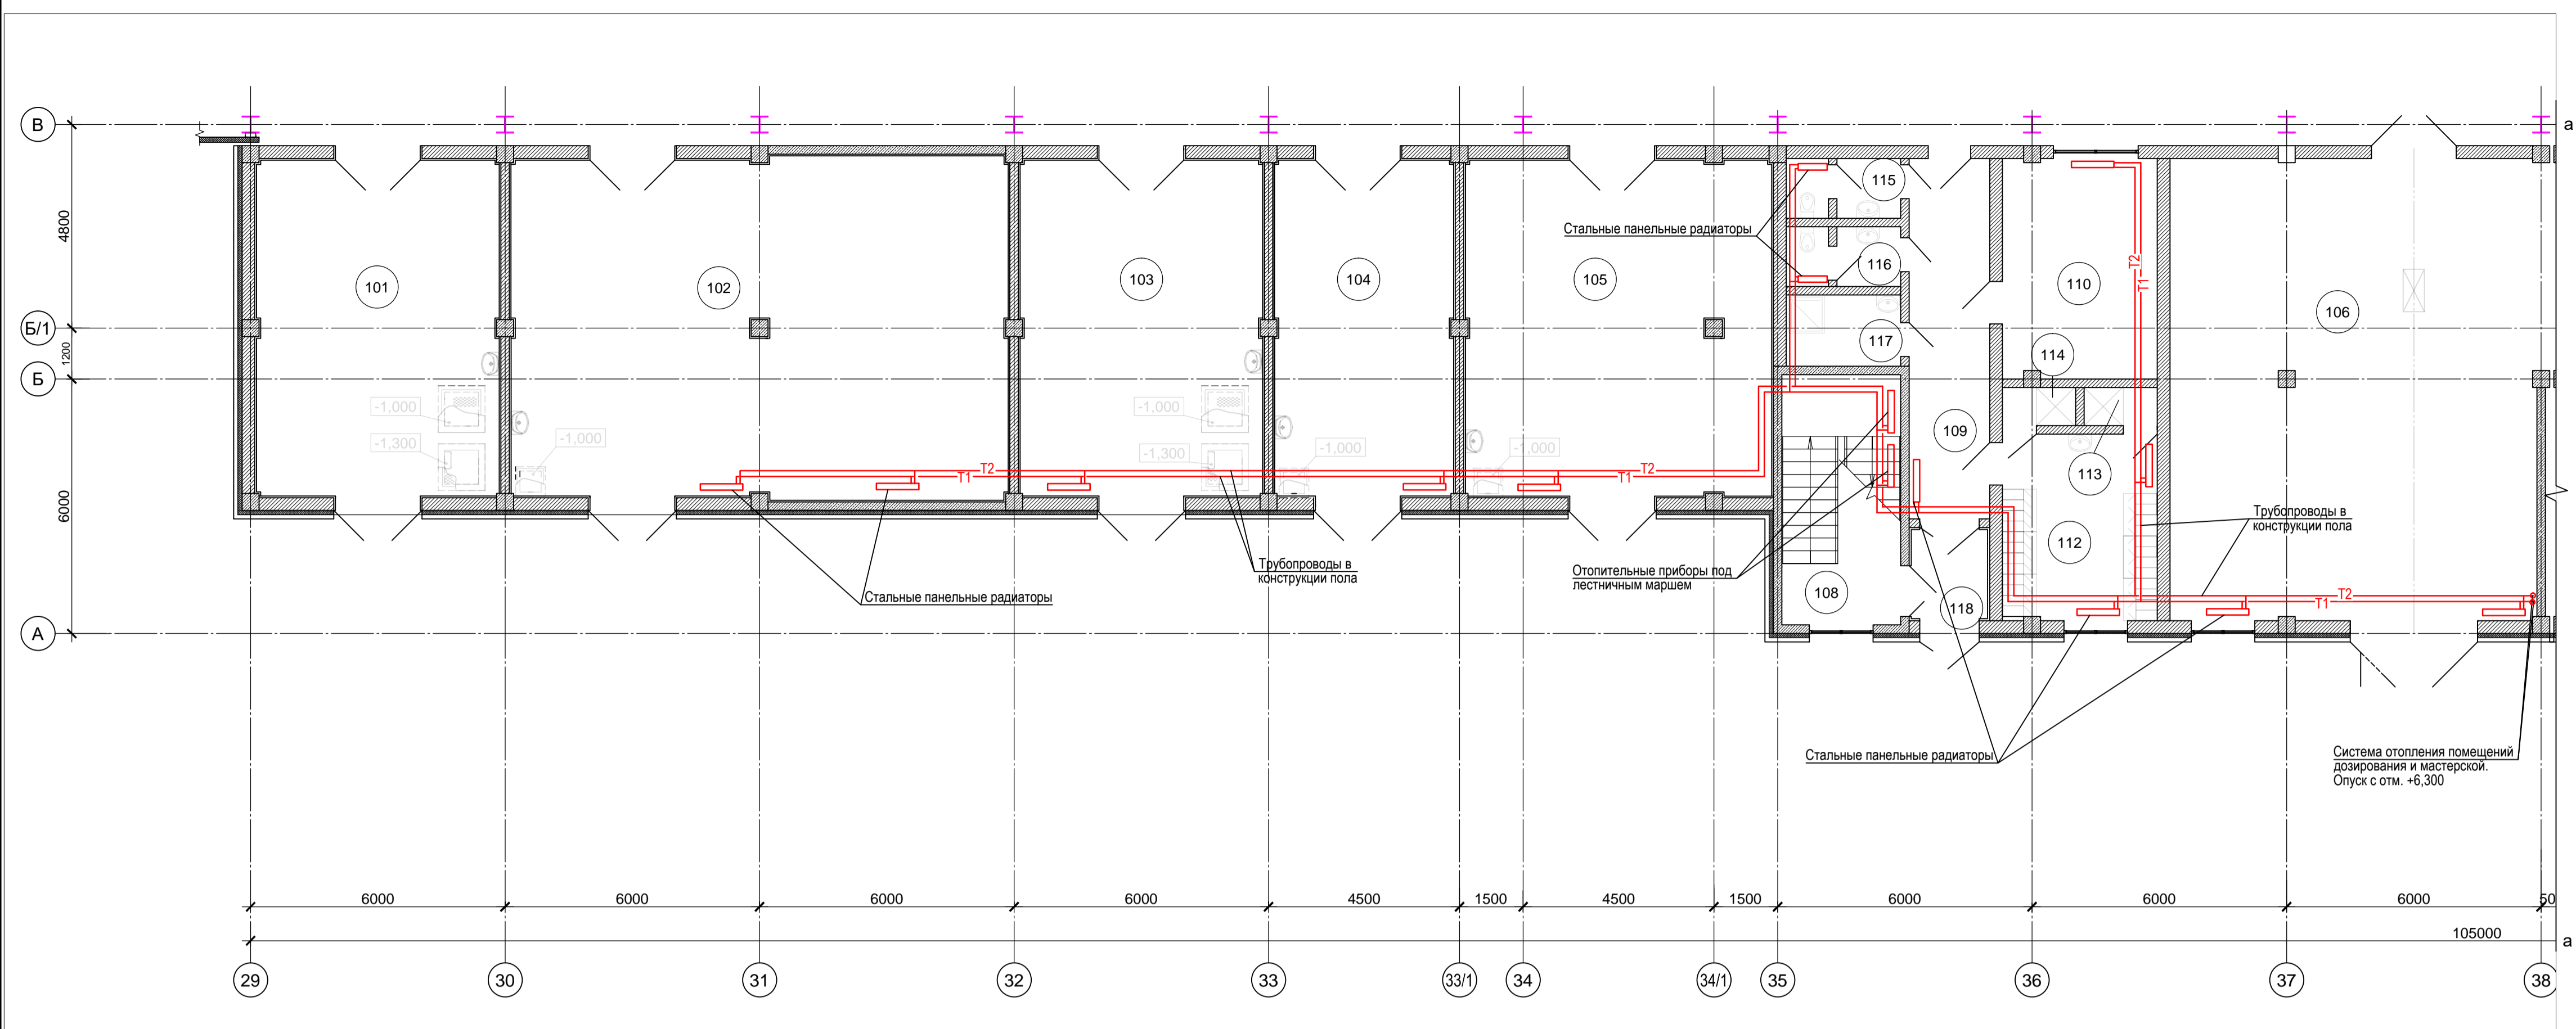 В
а
115
4800
Стальные панельные радиаторы
Т2
116
101
102
103
104
105
110
Т1
106
Б/1
117
1200
114
Б
-1,000
-1,000
109
-1,300
-1,000
-1,300
-1,000
-1,000
113
Т2
Т1
Т2
Т1
6000
Трубопроводы в
конструкции пола
112
Трубопроводы в
конструкции пола
Отопительные приборы под
лестничным маршем
Стальные панельные радиаторы
108
118
Т2
Т1
А
Стальные панельные радиаторы
Система отопления помещений
дозирования и мастерской.
Опуск с отм. +6,300
6000
6000
6000
6000
4500
1500
4500
1500
6000
6000
6000
50
105000
а
29
30
31
32
33
33/1
34
34/1
35
36
37
38